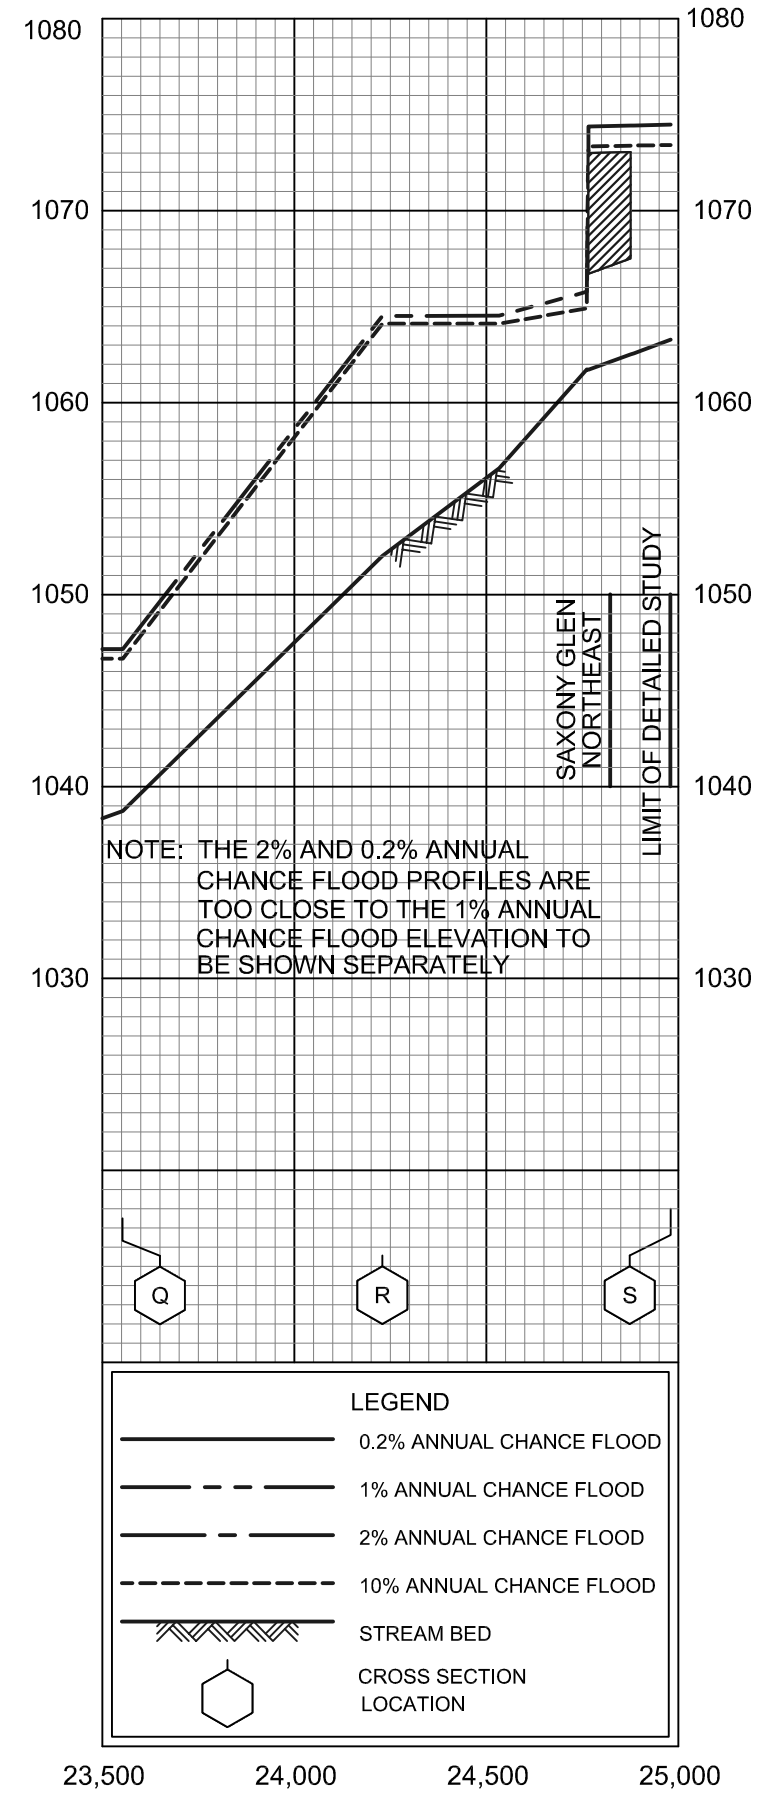 1080
1080
1070
1070
1060
1060
1050
1050
SAXONY GLEN
NORTHEAST
LIMIT OF DETAILED STUDY
1040
1040
NOTE: THE 2% AND 0.2% ANNUAL
CHANCE FLOOD PROFILES ARE
TOO CLOSE TO THE 1% ANNUAL
CHANCE FLOOD ELEVATION TO
BE SHOWN SEPARATELY
1030
1030
Q
R
S
LEGEND
0.2% ANNUAL CHANCE FLOOD
1% ANNUAL CHANCE FLOOD
2% ANNUAL CHANCE FLOOD
10% ANNUAL CHANCE FLOOD
STREAM BED
CROSS SECTION
LOCATION
23,500
24,000
24,500
25,000